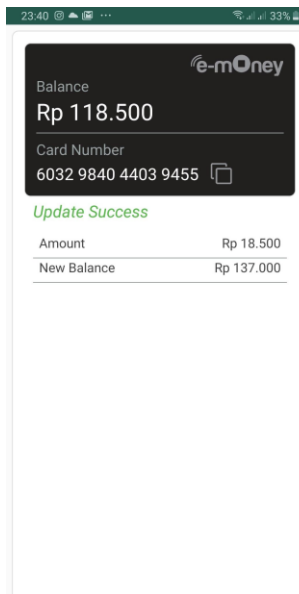 23:40 ... 33%
e-money
Balance
Rp 118.500
Card Number
6032 9840 4403 9455
Update Success
Amount Rp 18.500
New Balance Rp 137.000